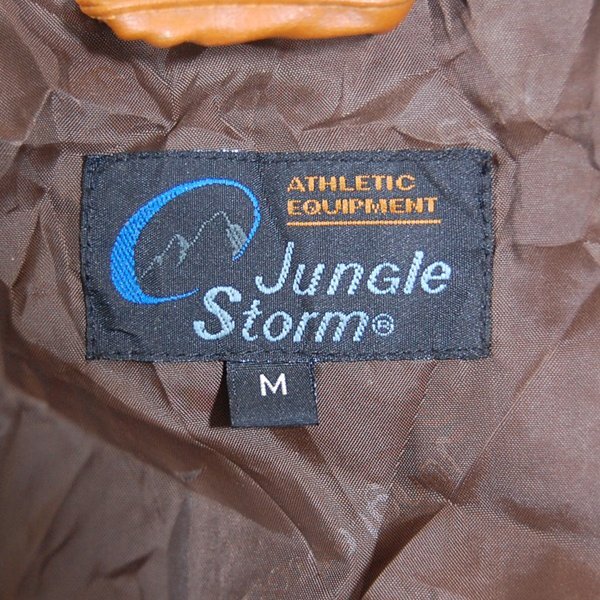 ATHLETIC
EQUIPMENT
Jungle
Storm®
M